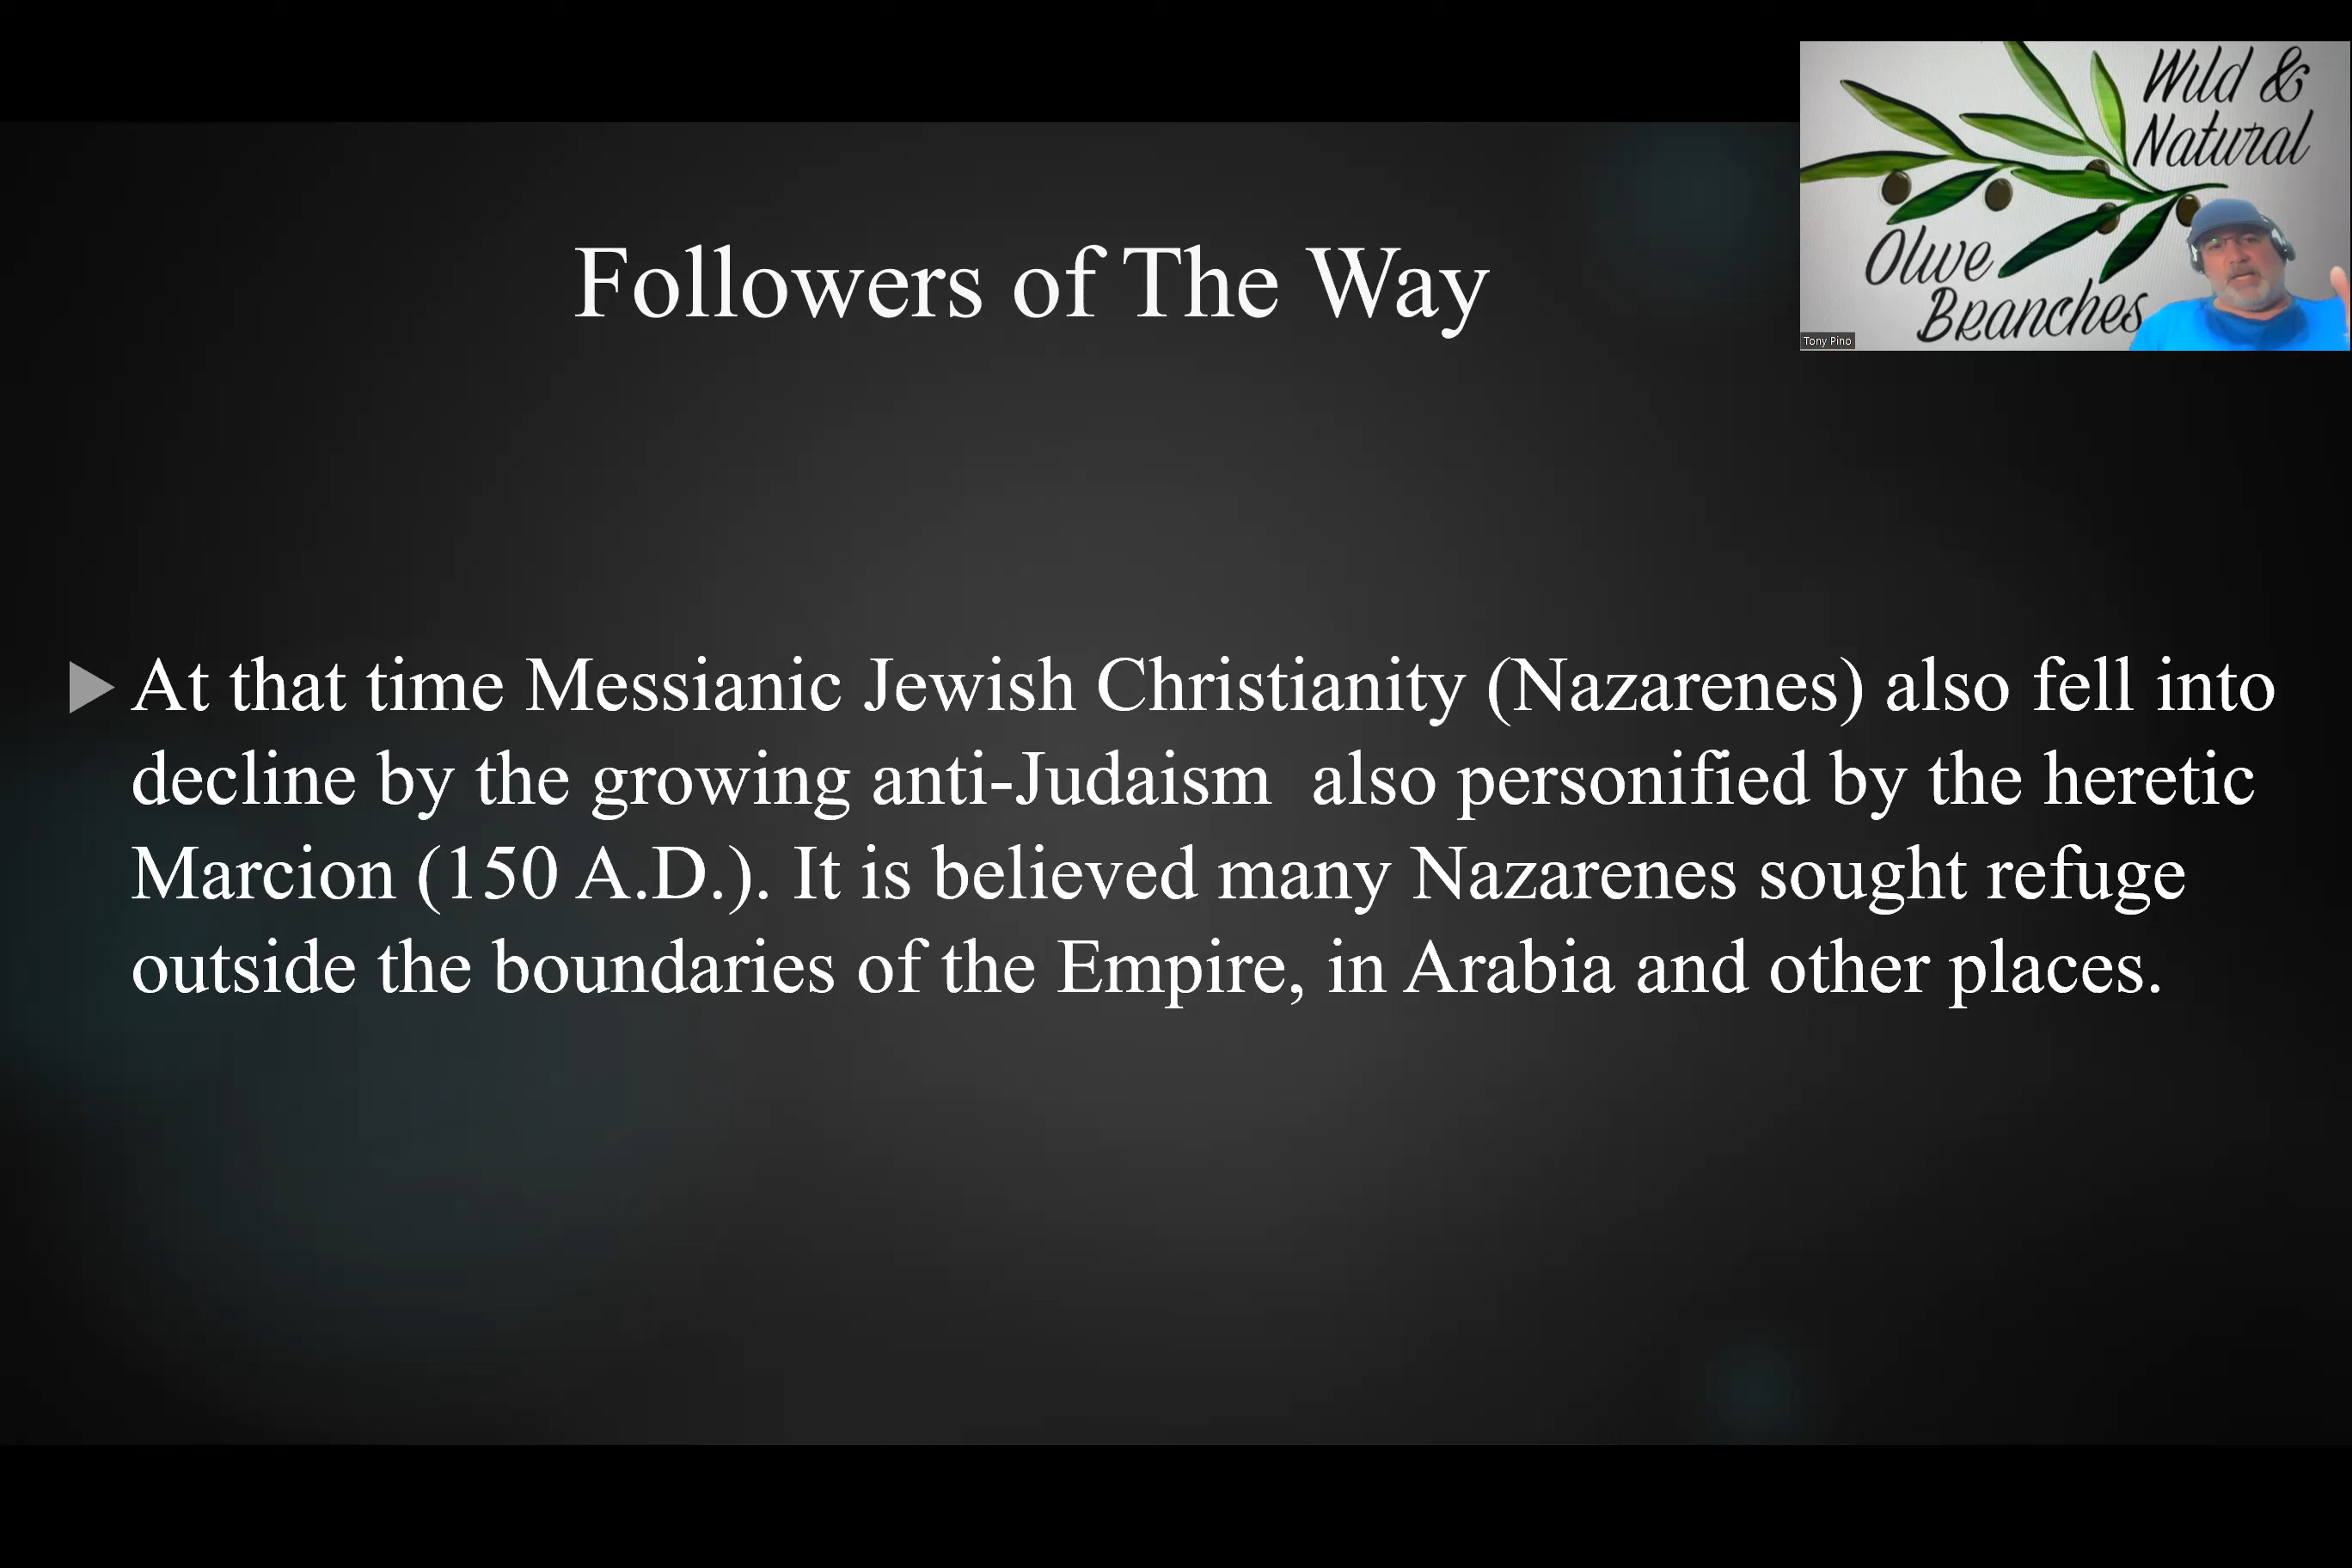 Wild &
Natural
Olive
Branches
Tony Pino
Followers of The Way
At that time Messianic Jewish Christianity (Nazarenes) also fell into
decline by the growing anti-Judaism  also personified by the heretic
Marcion (150 A.D.). It is believed many Nazarenes sought refuge
outside the boundaries of the Empire, in Arabia and other places.